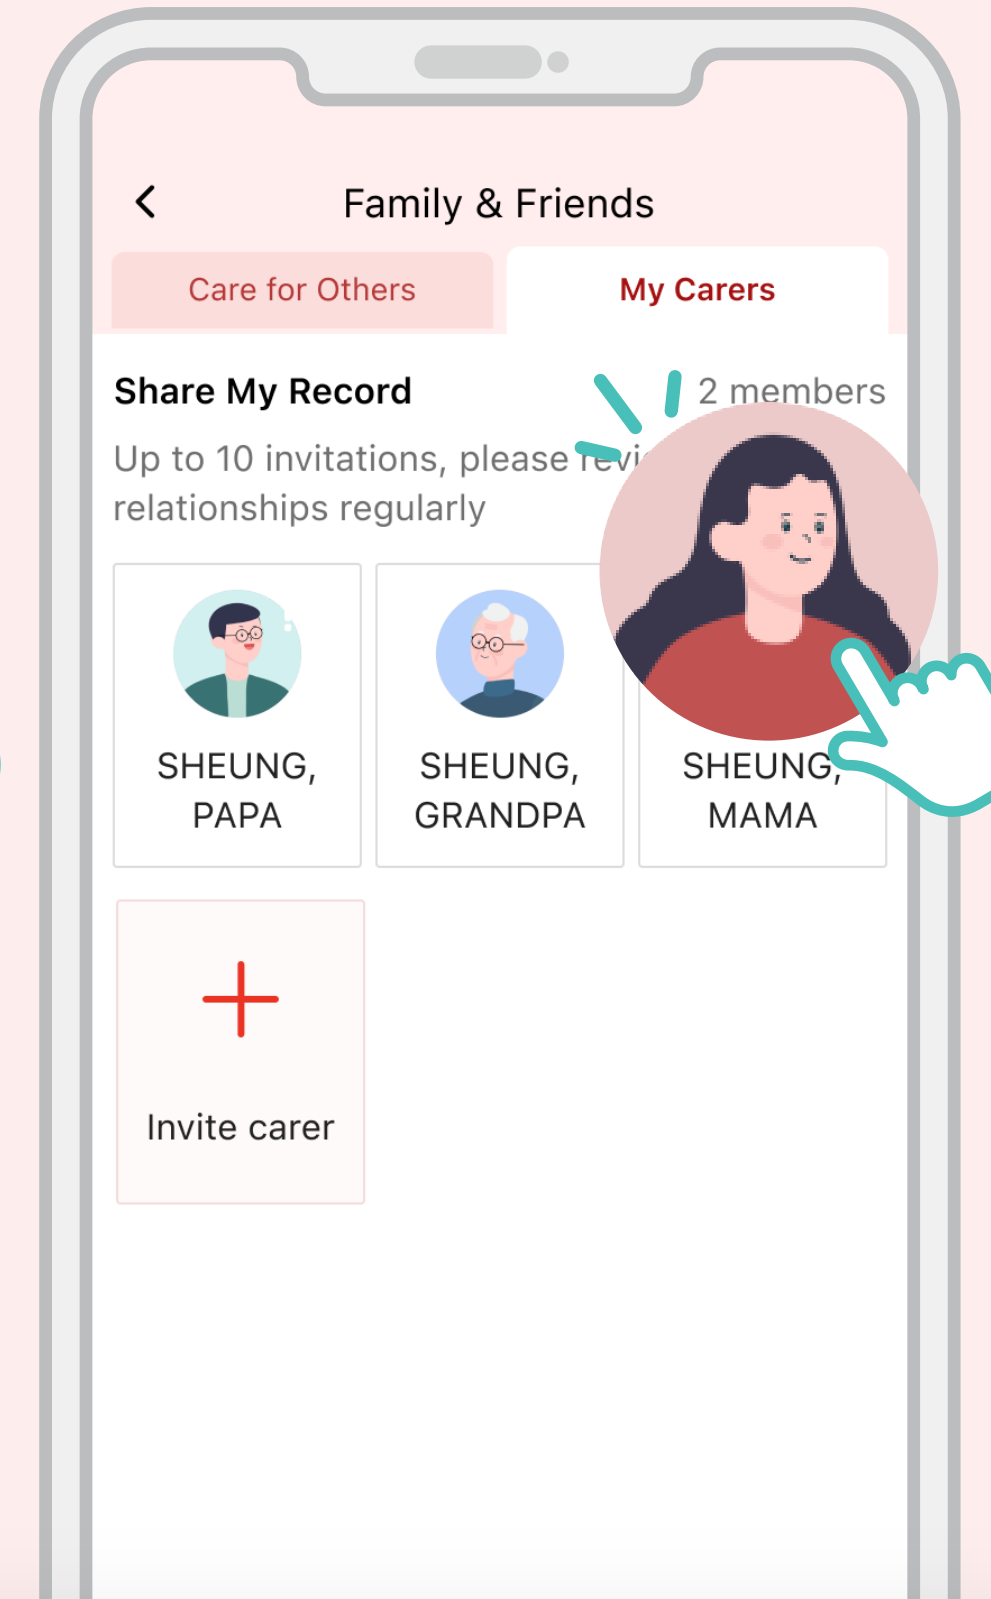 Family & Friends
Care for Others
My Carers
Share My Record
2 members
Up to 10 invitations, please
relationships regularly
SHEUNG,
PAPA
SHEUNG,
GRANDPA
SHEUNG,
MAMA
Invite carer